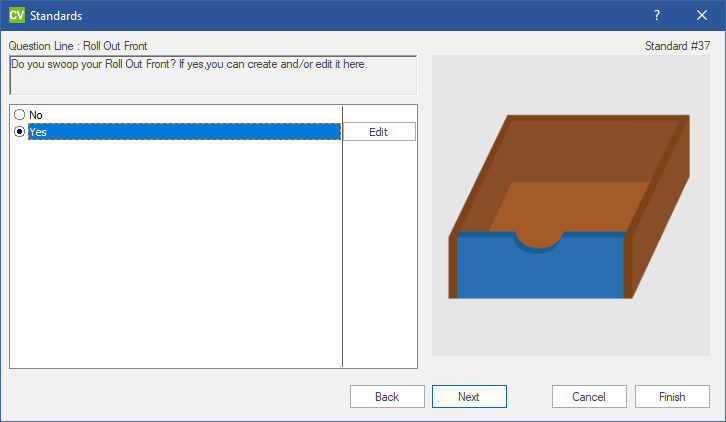 CV Standards ?
Question Line : Roll Out Front Standard #37
Do you swoop your Roll Out Front? If yes,you can create and/or edit it here.
No
Yes Edit
Back Next Cancel Finish